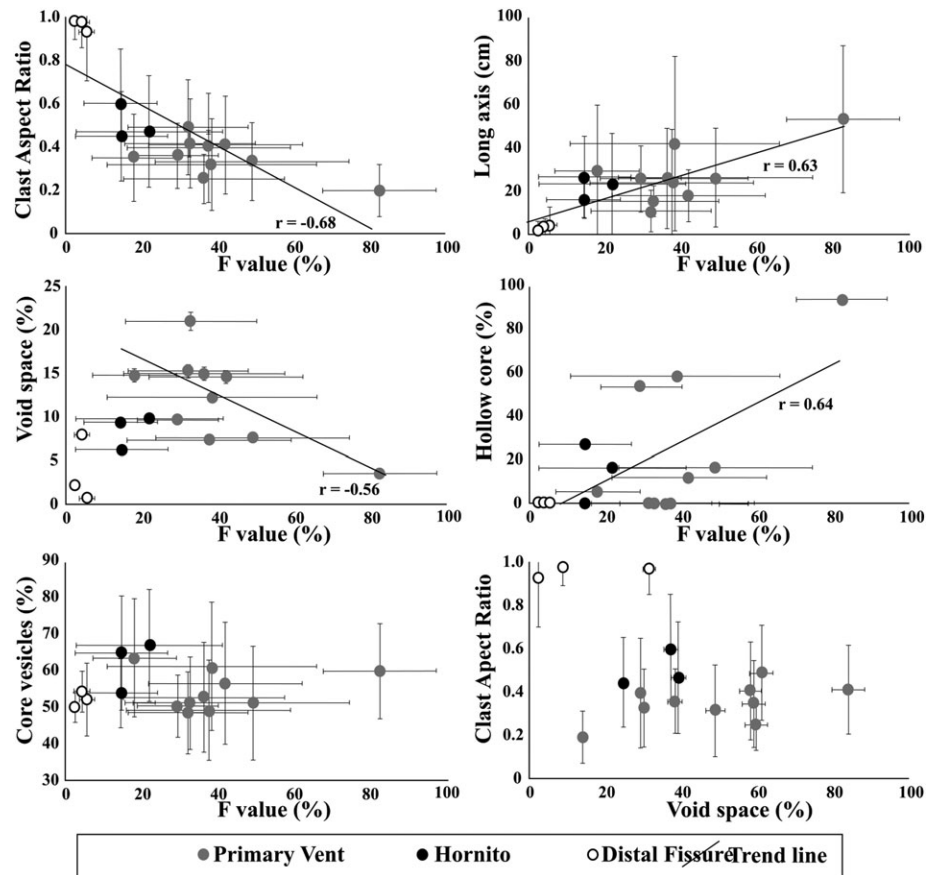 1.0
0.8
0.6
0.4
0.2
0
Clast Aspect Ratio
r = -0.68
0 20 40 60 80 100
F value (%)
100
80
60
40
20
0
Long axis (cm)
r = 0.63
0 20 40 60 80 100
F value (%)
25
20
15
10
5
0
Void space (%)
r = -0.56
0 20 40 60 80 100
F value (%)
100
80
60
40
20
0
Hollow core (%)
r = 0.64
0 20 40 60 80 100
F value (%)
90
80
70
60
50
40
30
Core vesicles (%)
0 20 40 60 80 100
F value (%)
1.0
0.8
0.6
0.4
0.2
0
Clast Apect Ratio
0 20 40 60 80 100
Void space (%)
Primary Vent Hornito Distal Fissure Trend line